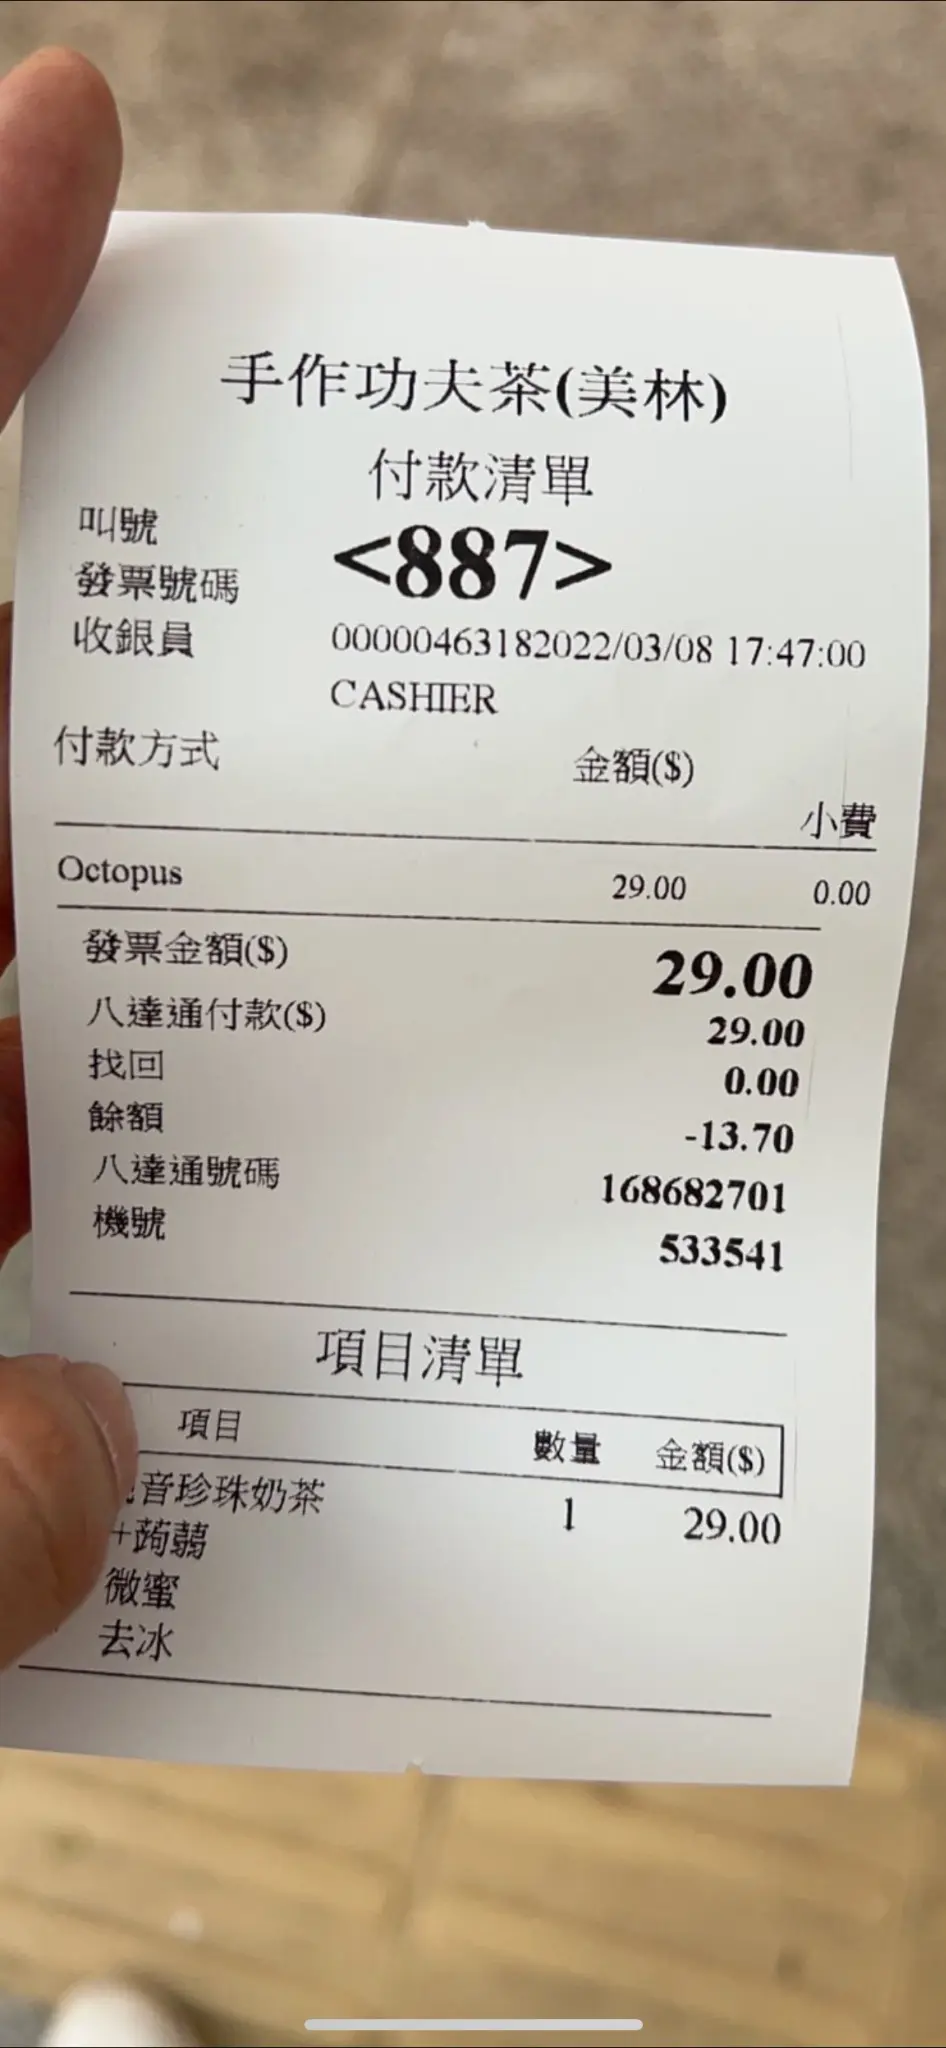 手作功夫茶(美林)
付款清單
叫號 <887>
發票號碼 00000463182022/03/08 17:47:00
收銀員 CASHIER
付款方式 金額($) 小費
Octopus 29.00 0.00
發票金額($) 29.00
八達通付款($) 29.00
找回 0.00
餘額 -13.70
八達通號碼 168682701
機號 533541
項目清單
項目 數量 金額($)
音珍珠奶茶 1 29.00
+蒟蒻
微蜜
去冰